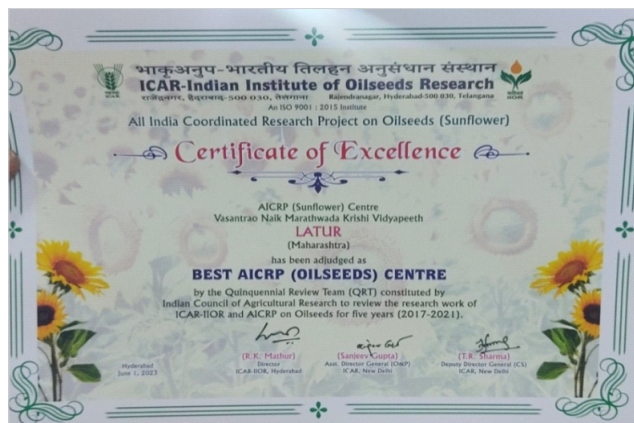 भाकृअनुप-भारतीय तिलहन अनुसंधान संस्थान
ICAR-Indian Institute of Oilseeds Research
राजेन्द्रनगर, हैदराबाद-500 030, तेलंगाना Rajendranagar, Hyderabad-500 030, Telangana
An ISO 9001 : 2015 Institute
All India Coordinated Research Project on Oilseeds (Sunflower)
Certificate of Excellence
AICRP (Sunflower) Centre
Vasantrao Naik Marathwada Krishi Vidyapeeth
LATUR
(Maharashtra)
has been adjudged as
BEST AICRP (OILSEEDS) CENTRE
by the Quinquennial Review Team (QRT) constituted by
Indian Council of Agricultural Research to review the research work of
ICAR-IIOR and AICRP on Oilseeds for five years (2017-2021).
Hyderabad
June 1, 2023
(R.K. Mathur)
Director
ICAR-IIOR, Hyderabad
(Sanjeev Gupta)
Asst. Director General (O&P)
ICAR, New Delhi
(T.R. Sharma)
Deputy Director General (CS)
ICAR, New Delhi